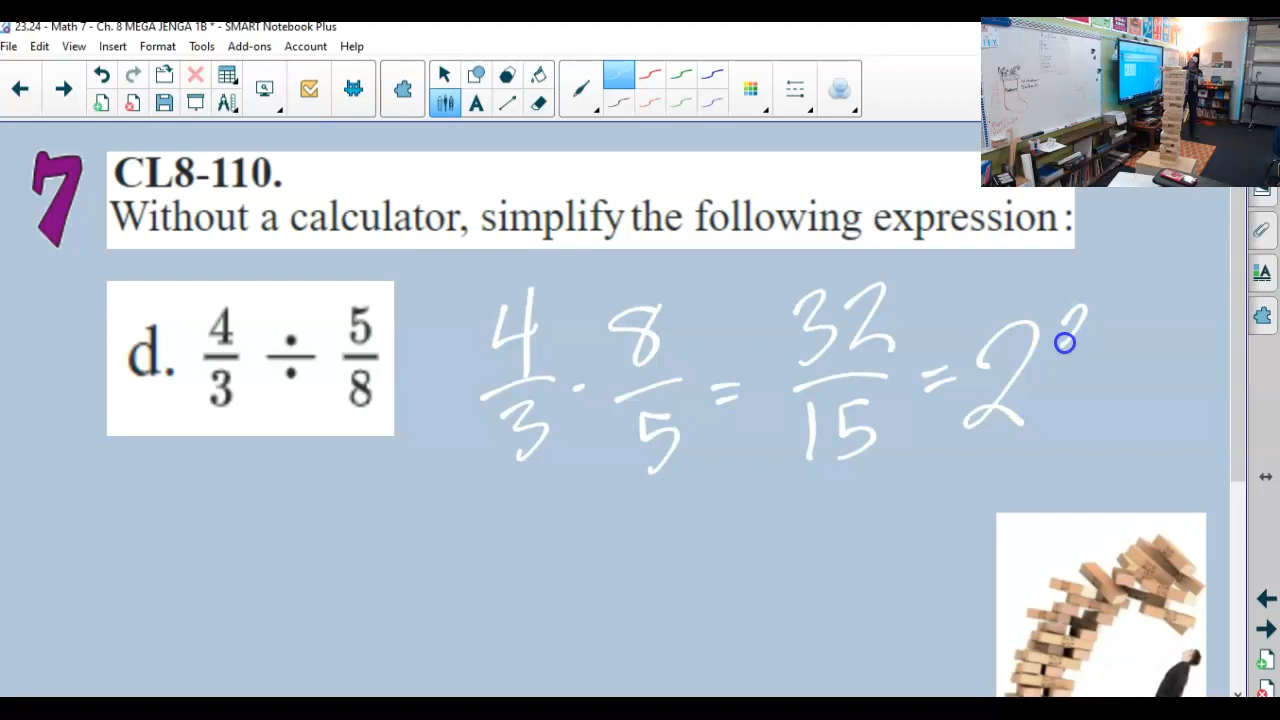 23.24 - Math 7 - Ch. 8 MEGA JENGA 1B * - SMART Notebook Plus
File Edit View Insert Format Tools Add-ons Account Help
7
CL8-110.
Without a calculator, simplify the following expression:
d. 4/3 ÷ 5/8
4/3 · 8/5 = 32/15 = 2